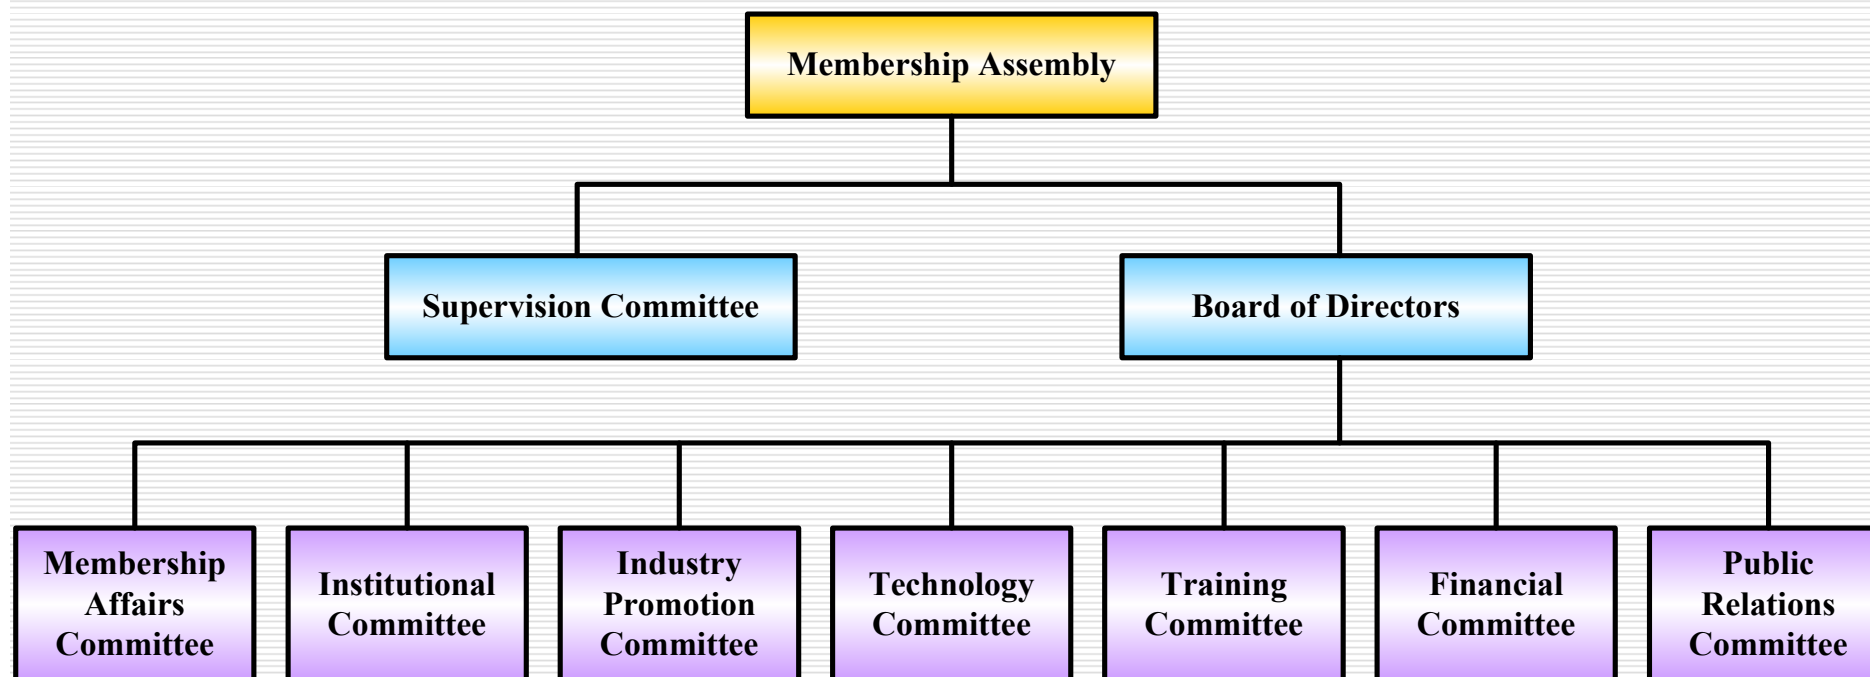 Membership Assembly
Supervision Committee
Board of Directors
Membership
Affairs
Committee
Institutional
Committee
Industry
Promotion
Committee
Technology
Committee
Training
Committee
Financial
Committee
Public
Relations
Committee